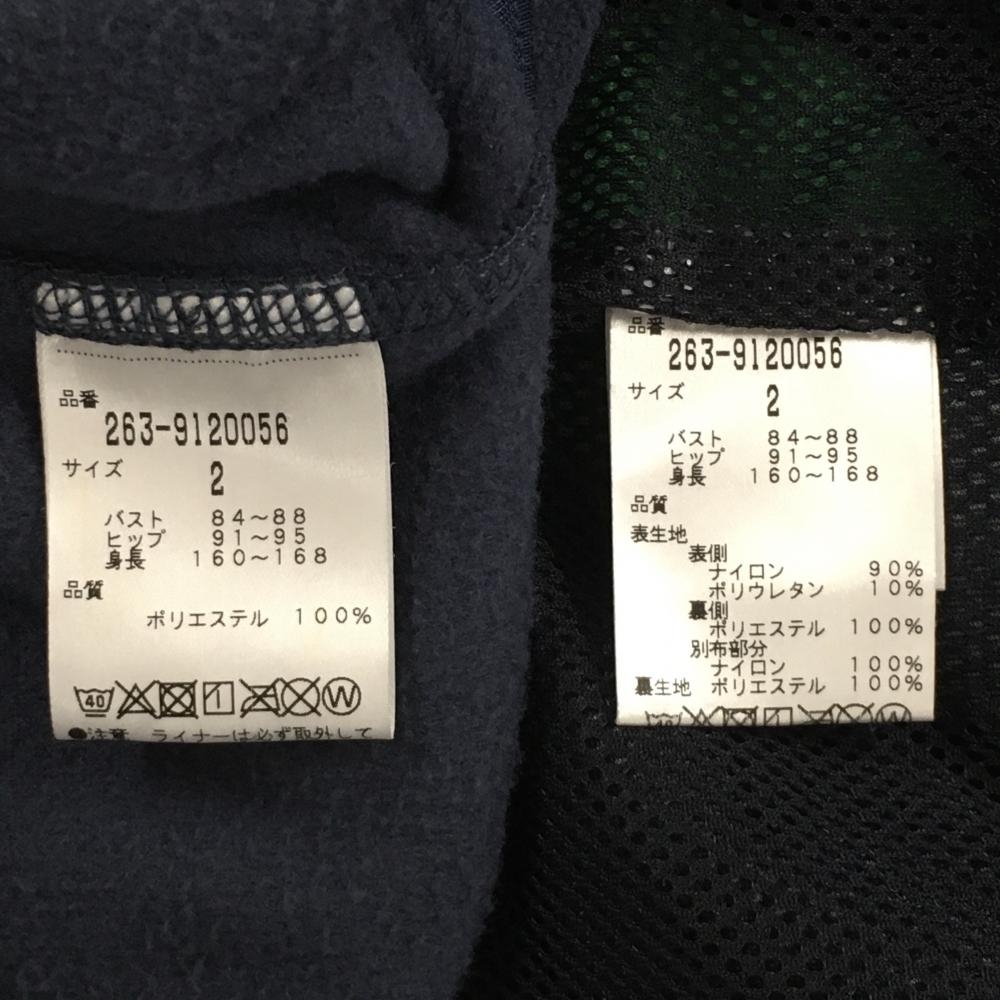 品番
263-9120056
サイズ
2
バスト 84〜88
ヒップ 91〜95
身長 160〜168
品質
ポリエステル 100%
40 W
●注意 ライナーは必ず取外して
品番
263-9120056
サイズ
2
バスト 84〜88
ヒップ 91〜95
身長 160〜168
品質
表生地
表側
ナイロン 90%
ポリウレタン 10%
裏側
ポリエステル 100%
別布部分
ナイロン 100%
裏生地 ポリエステル 100%